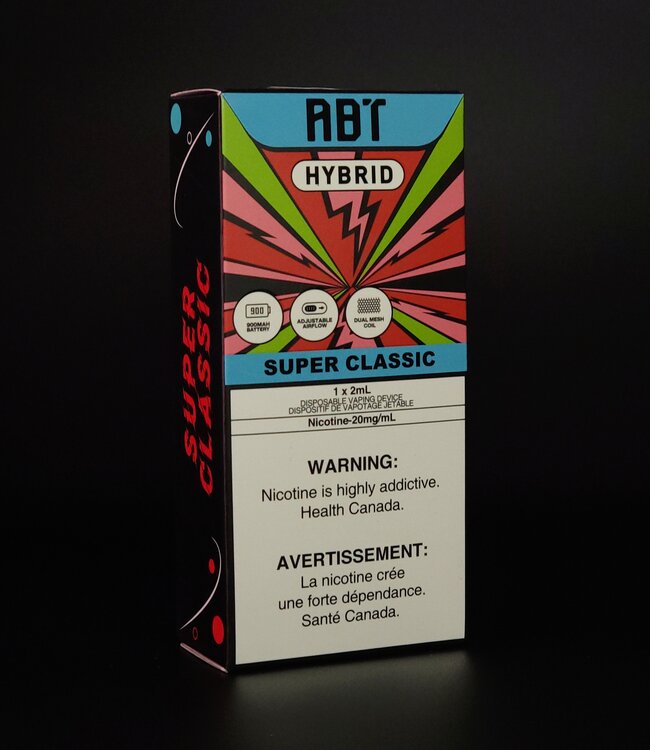 ABT
HYBRID
900
900MAH
BATTERY
ADJUSTABLE
AIRFLOW
DUAL MESH
COIL
SUPER CLASSIC
1 x 2mL
DISPOSABLE VAPING DEVICE
DISPOSITIF DE VAPOTAGE JETABLE
Nicotine-20mg/mL
WARNING:
Nicotine is highly addictive.
Health Canada.
AVERTISSEMENT:
La nicotine crée
une forte dépendance.
Santé Canada.
SUPER
CLASSIC